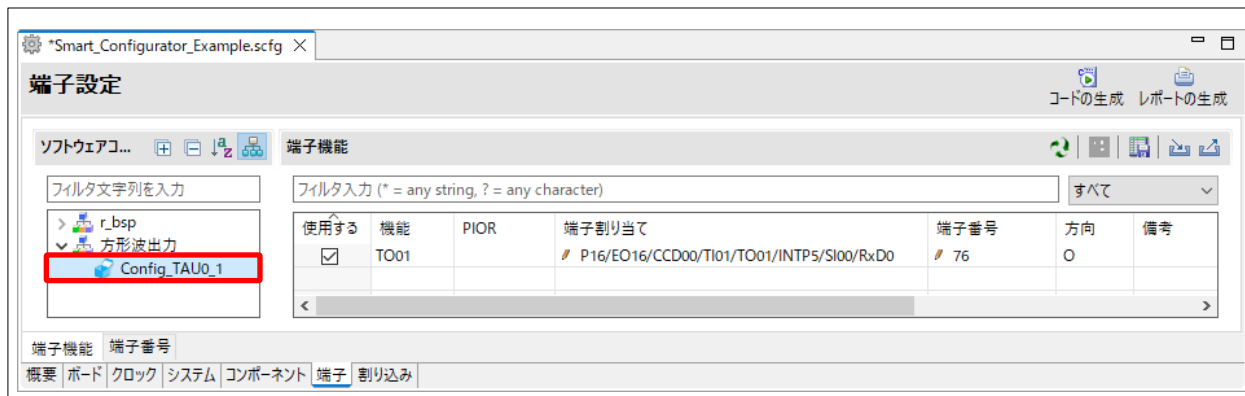 *Smart_Configurator_Example.scfg
端子設定
コードの生成 レポートの生成
ソフトウェアコ...
端子機能
フィルタ文字列を入力
フィルタ入力 (* = any string, ? = any character)
すべて
r_bsp
方形波出力
Config_TAU0_1
使用する 機能 PIOR 端子割り当て 端子番号 方向 備考
TO01 P16/EO16/CCD00/TI01/TO01/INTP5/SI00/RxD0 76 O
端子機能 端子番号
概要 ボード クロック システム コンポーネント 端子 割り込み